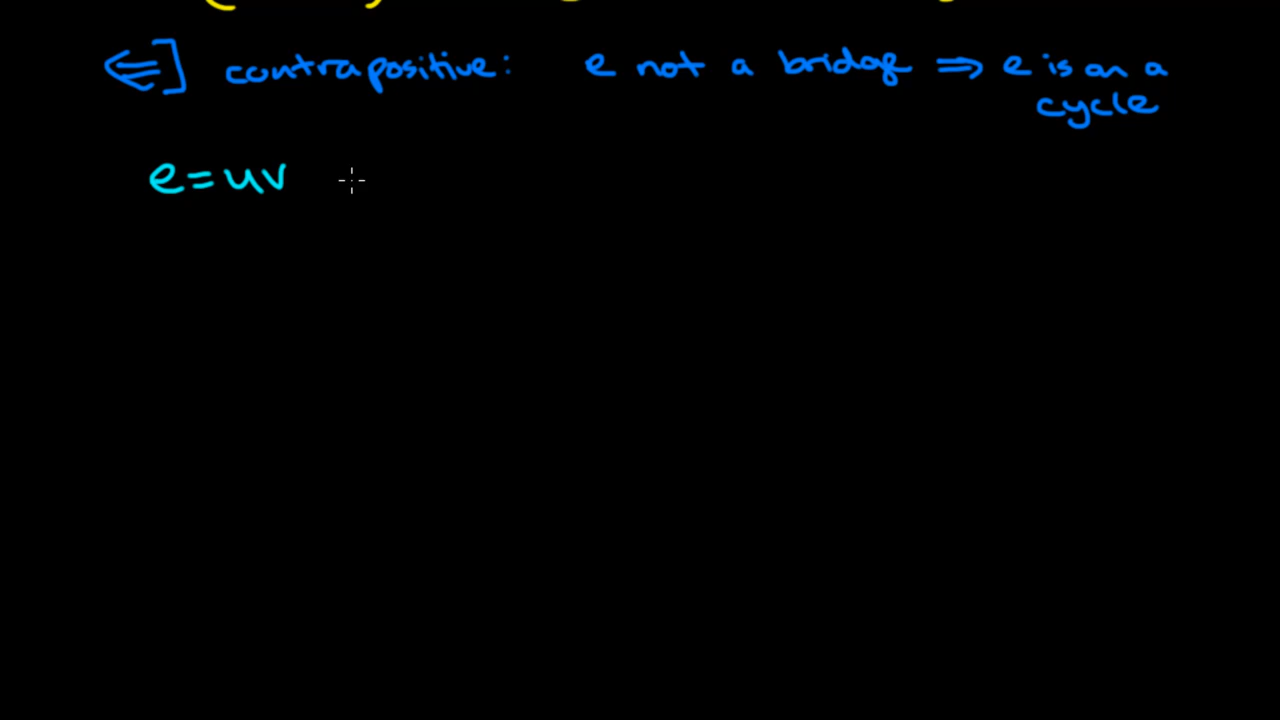 ⇐] contrapositive: e not a bridge ⇒ e is on a
cycle
e=uv